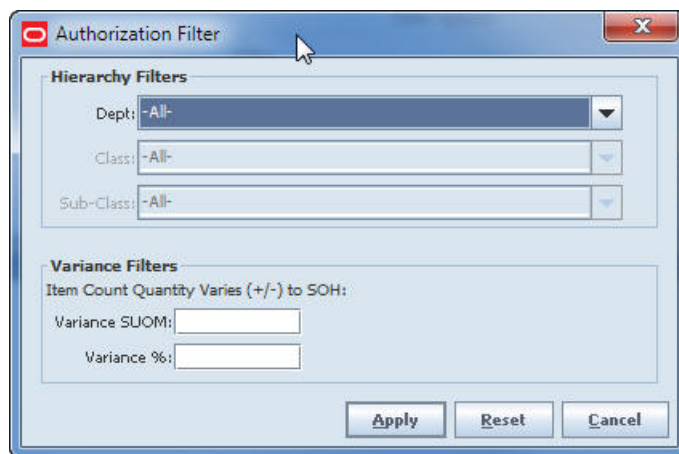 Authorization Filter
Hierarchy Filters
Dept: -All-
Class: -All-
Sub-Class: -All-
Variance Filters
Item Count Quantity Varies (+/-) to SOH:
Variance SUOM:
Variance %:
Apply Reset Cancel